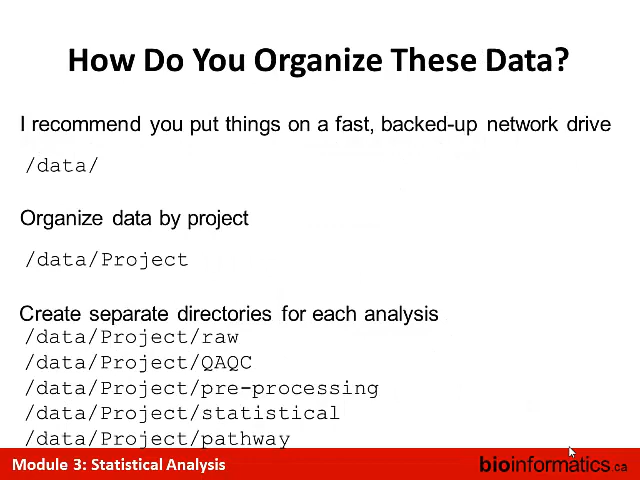 How Do You Organize These Data?
I recommend you put things on a fast, backed-up network drive
/data/
Organize data by project
/data/Project
Create separate directories for each analysis
/data/Project/raw
/data/Project/QAQC
/data/Project/pre-processing
/data/Project/statistical
/data/Project/pathway
Module 3: Statistical Analysis
bioinformatics.ca